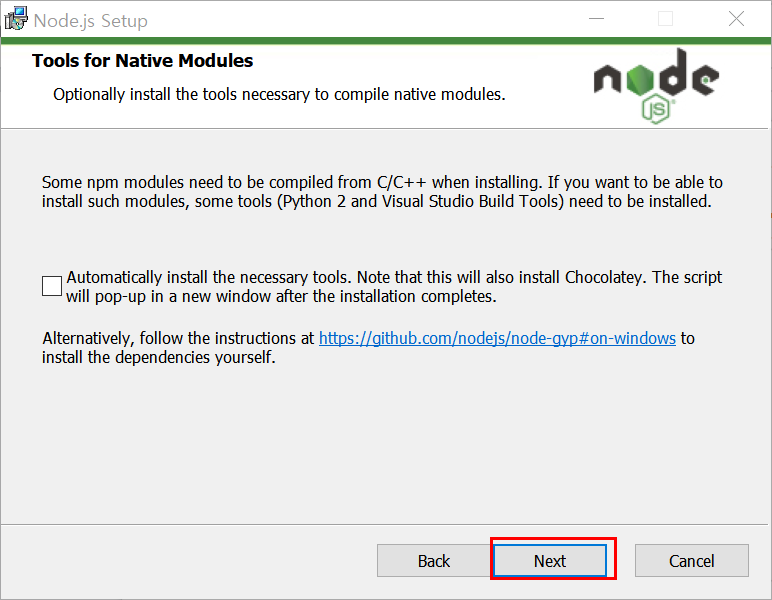 Node.js Setup
Tools for Native Modules
Optionally install the tools necessary to compile native modules.
node
JS
Some npm modules need to be compiled from C/C++ when installing. If you want to be able to
install such modules, some tools (Python 2 and Visual Studio Build Tools) need to be installed.
Automatically install the necessary tools. Note that this will also install Chocolatey. The script
will pop-up in a new window after the installation completes.
Alternatively, follow the instructions at https://github.com/nodejs/node-gyp#on-windows to
install the dependencies yourself.
Back Next Cancel